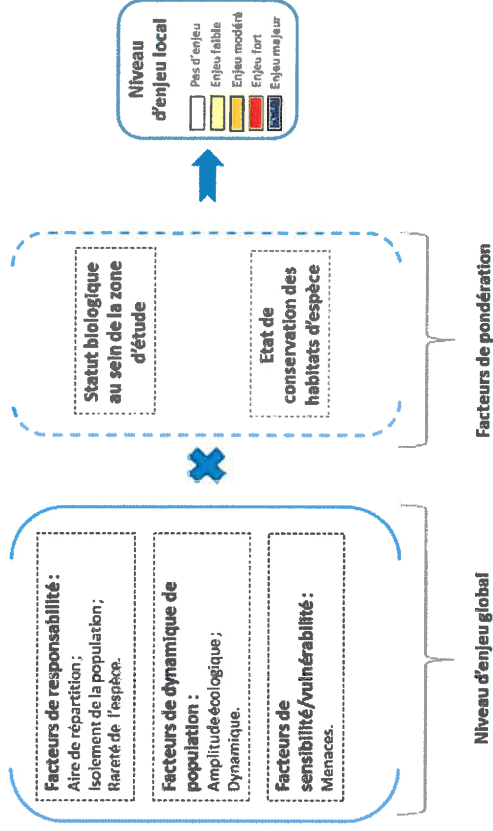 Facteurs de responsabilité :
Aire de répartition ;
Isolement de la population ;
Rareté de l'espèce.
Facteurs de dynamique de
population :
Amplitude écologique ;
Dynamique.
Facteurs de
sensibilité/vulnérabilité :
Menaces.
Niveau d'enjeu global
Statut biologique
au sein de la zone
d'étude
Etat de
conservation des
habitats d'espèce
Facteurs de pondération
Niveau
d'enjeu local
Pas d'enjeu
Enjeu faible
Enjeu modéré
Enjeu fort
Enjeu majeur